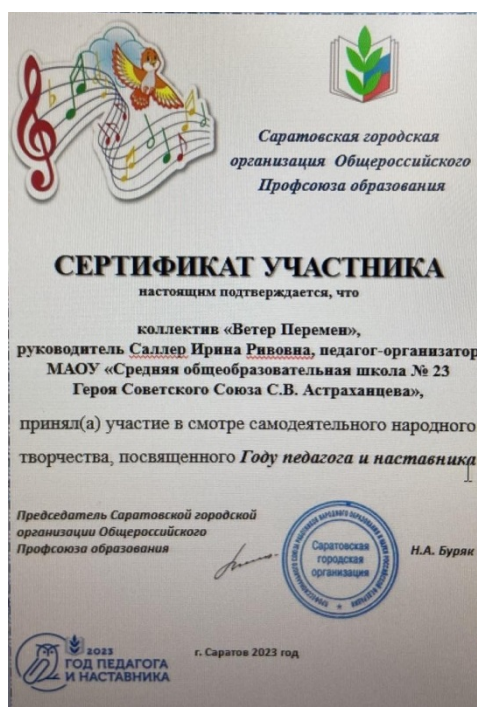 Саратовская городская
организация Общероссийского
Профсоюза образования
СЕРТИФИКАТ УЧАСТНИКА
настоящим подтверждается, что
коллектив «Ветер Перемен»,
руководитель Саллер Ирина Ривовна, педагог-организатор
МАОУ «Средняя общеобразовательная школа № 23
Героя Советского Союза С.В. Астраханцева»,
принял(а) участие в смотре самодеятельного народного
творчества, посвященного Году педагога и наставника
Председатель Саратовской городской
организации Общероссийского
Профсоюза образования
Саратовская
городская
организация
Н.А. Буряк
2023
ГОД ПЕДАГОГА
И НАСТАВНИКА
г. Саратов 2023 год